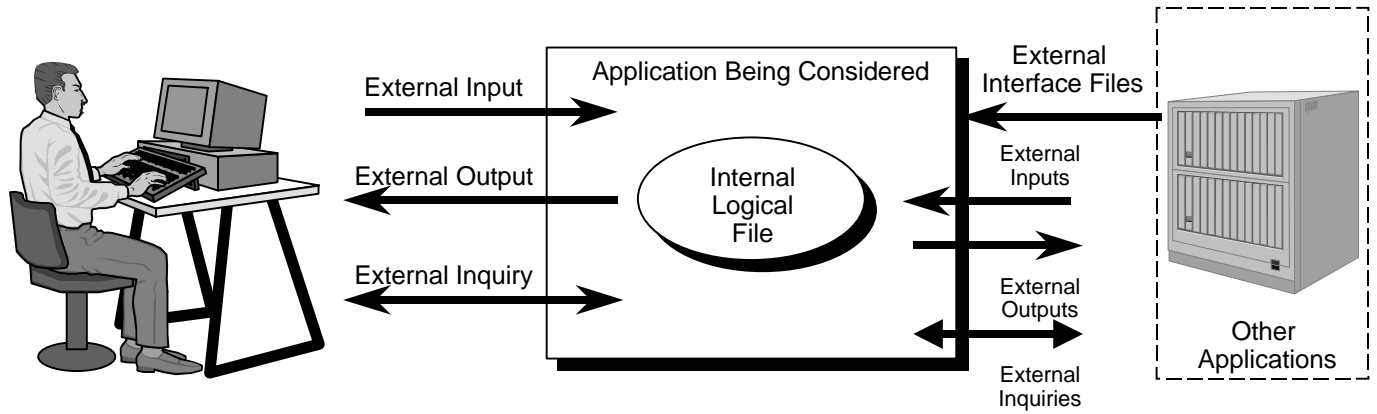 External Input
External Output
External Inquiry
Application Being Considered
Internal
Logical
File
External
Interface Files
External
Inputs
External
Outputs
External
Inquiries
Other
Applications